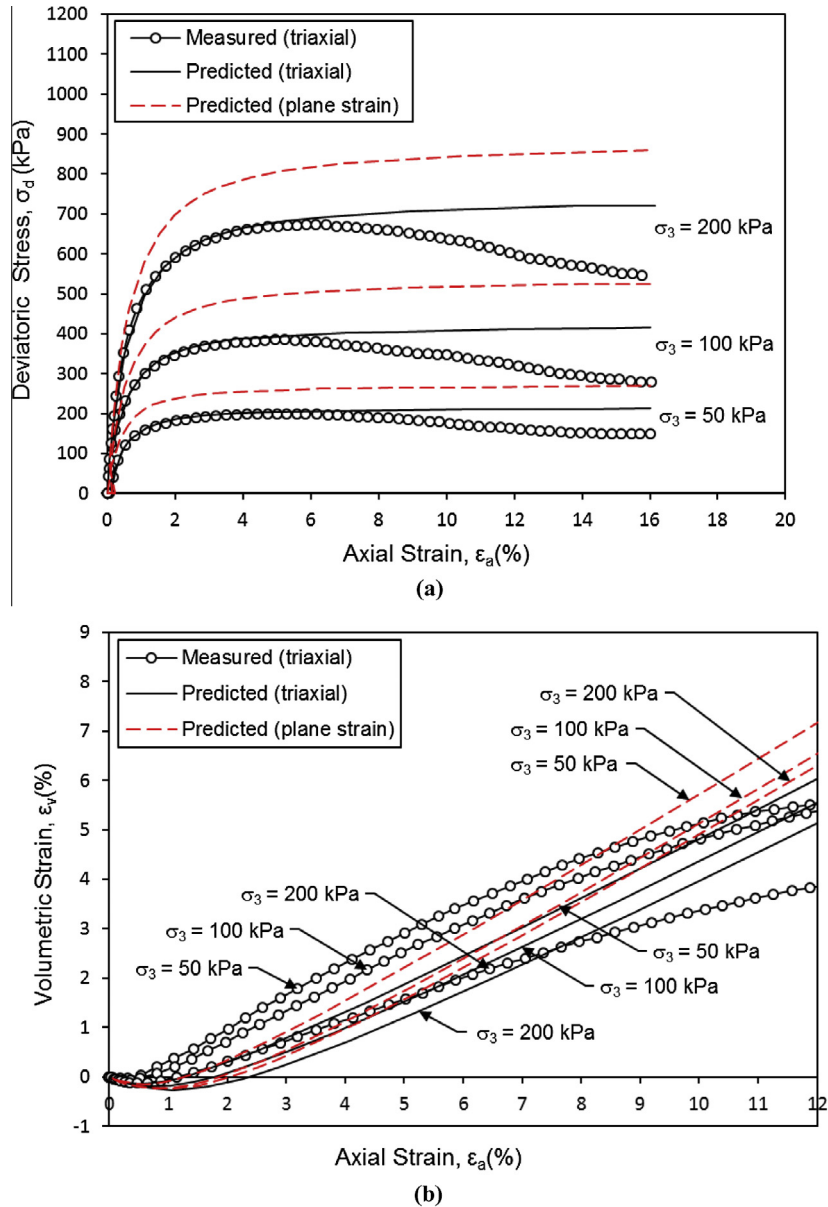 1200
1100
1000
900
800
700
600
500
400
300
200
100
0
Deviatoric Stress, σd (kPa)
Measured (triaxial)
Predicted (triaxial)
Predicted (plane strain)
σ3 = 200 kPa
σ3 = 100 kPa
σ3 = 50 kPa
0 2 4 6 8 10 12 14 16 18 20
Axial Strain, εa(%)
(a)
9
8
7
6
5
4
3
2
1
0
-1
Volumetric Strain, εv(%)
Measured (triaxial)
Predicted (triaxial)
Predicted (plane strain)
σ3 = 200 kPa
σ3 = 100 kPa
σ3 = 50 kPa
σ3 = 200 kPa
σ3 = 100 kPa
σ3 = 50 kPa
σ3 = 50 kPa
σ3 = 100 kPa
σ3 = 200 kPa
0 1 2 3 4 5 6 7 8 9 10 11 12
Axial Strain, εa(%)
(b)